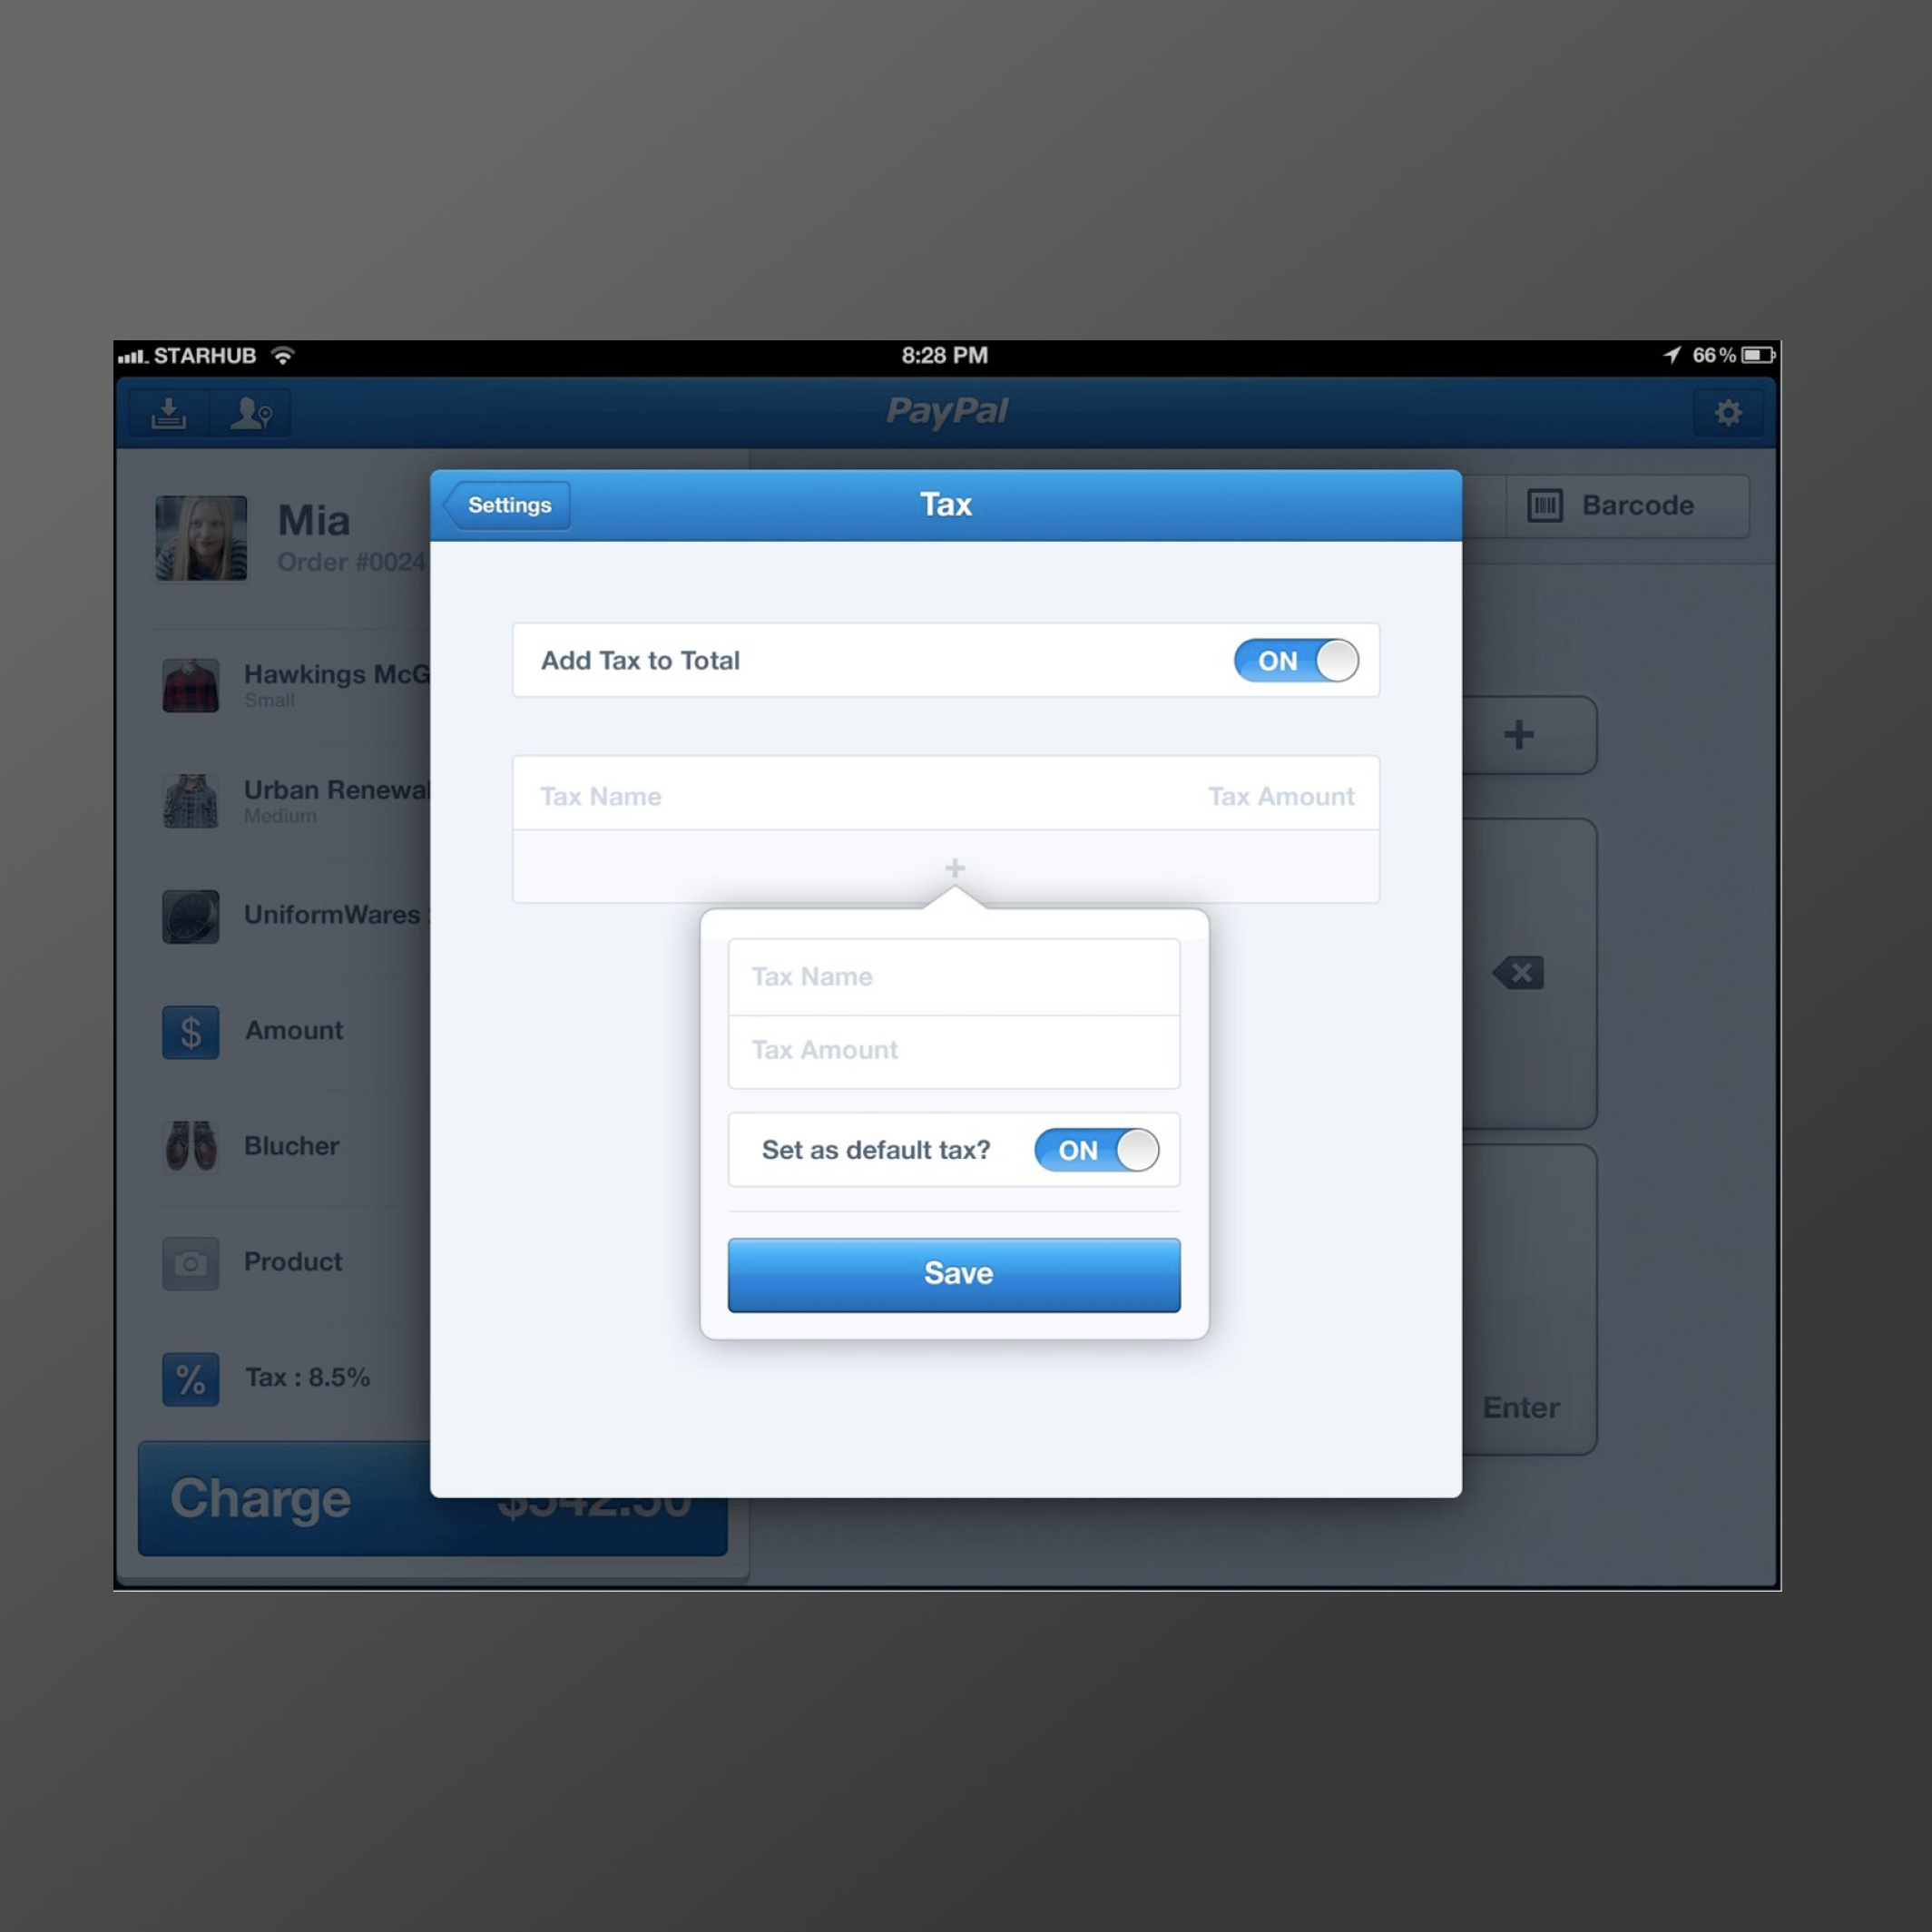 STARHUB
8:28 PM
66%
PayPal
Settings
Tax
Barcode
Mia
Order #0024
Add Tax to Total
ON
Hawkings McG
Small
Tax Name
Tax Amount
Urban Renewal
Medium
UniformWares
Tax Name
Tax Amount
Amount
Set as default tax?
ON
Blucher
Save
Product
Tax : 8.5%
Enter
Charge
$542.50